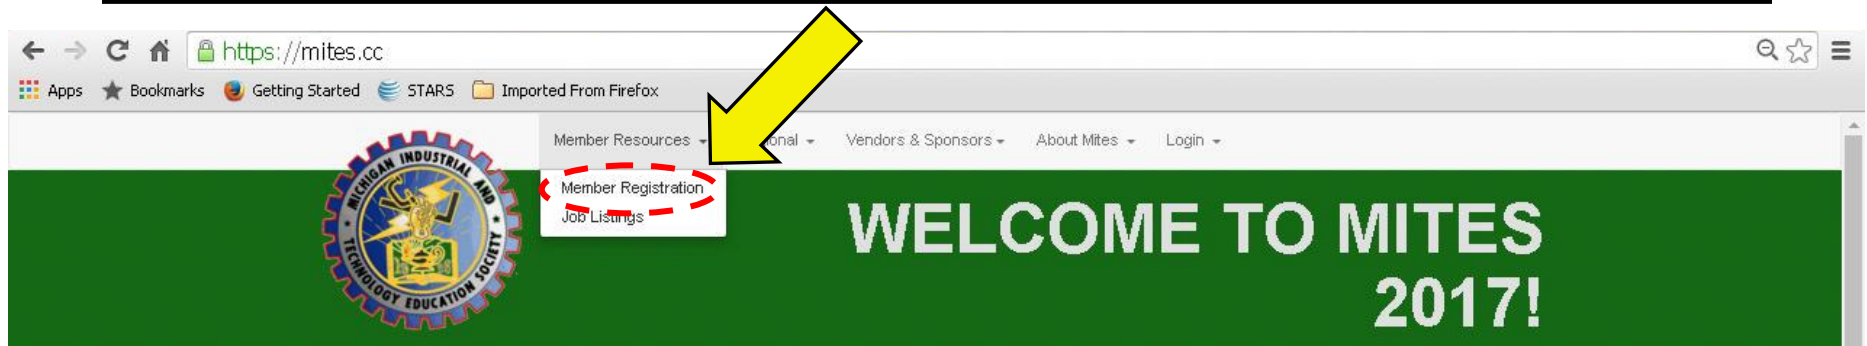 https://mites.cc
Apps Bookmarks Getting Started STARS Imported From Firefox
Member Resources Vendors & Sponsors About Mites Login
Member Registration
Job Listings
MICHIGAN INDUSTRIAL AND
TECHNOLOGY EDUCATION SOCIETY
WELCOME TO MITES
2017!